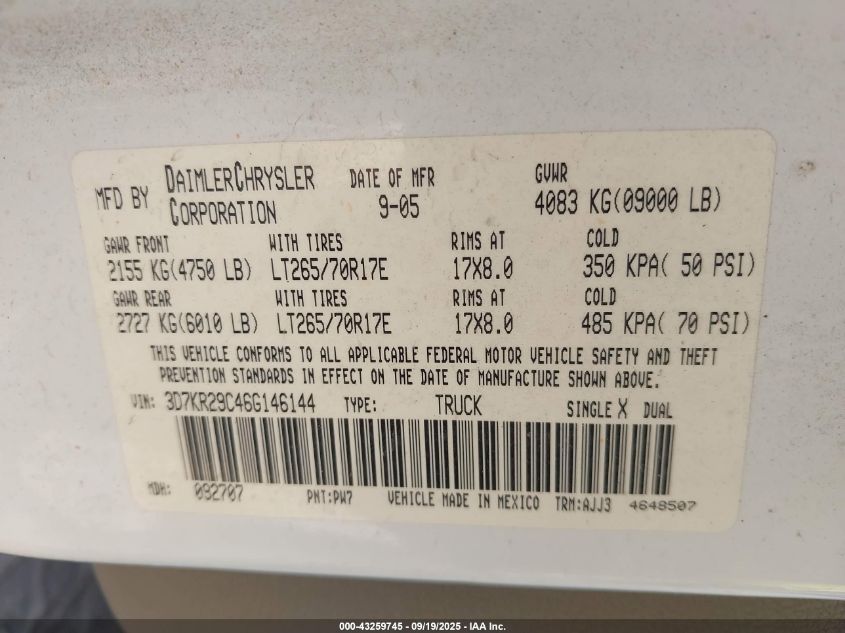 MFD BY DAIMLERCHRYSLER CORPORATION DATE OF MFR 9-05 GVWR 4083 KG(09000 LB)
GAWR FRONT WITH TIRES RIMS AT COLD
2155 KG(4750 LB) LT265/70R17E 17X8.0 350 KPA( 50 PSI)
GAWR REAR WITH TIRES RIMS AT COLD
2727 KG(6010 LB) LT265/70R17E 17X8.0 485 KPA( 70 PSI)
THIS VEHICLE CONFORMS TO ALL APPLICABLE FEDERAL MOTOR VEHICLE SAFETY AND THEFT
PREVENTION STANDARDS IN EFFECT ON THE DATE OF MANUFACTURE SHOWN ABOVE.
VIN: 3D7KR29C46G146144 TYPE: TRUCK SINGLE X DUAL
MDH: 092707 PNT:PW7 VEHICLE MADE IN MEXICO TRM:AJJ3 4648507
000-43259745 - 09/19/2025 - IAA Inc.